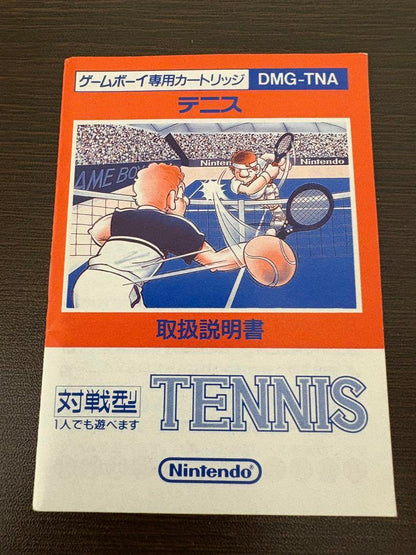 ゲームボーイ専用カートリッジ DMG-TNA
テニス
AME BO
Ninten
Nintendo
取扱説明書
対戦型
1人でも遊べます
TENNIS
Nintendo